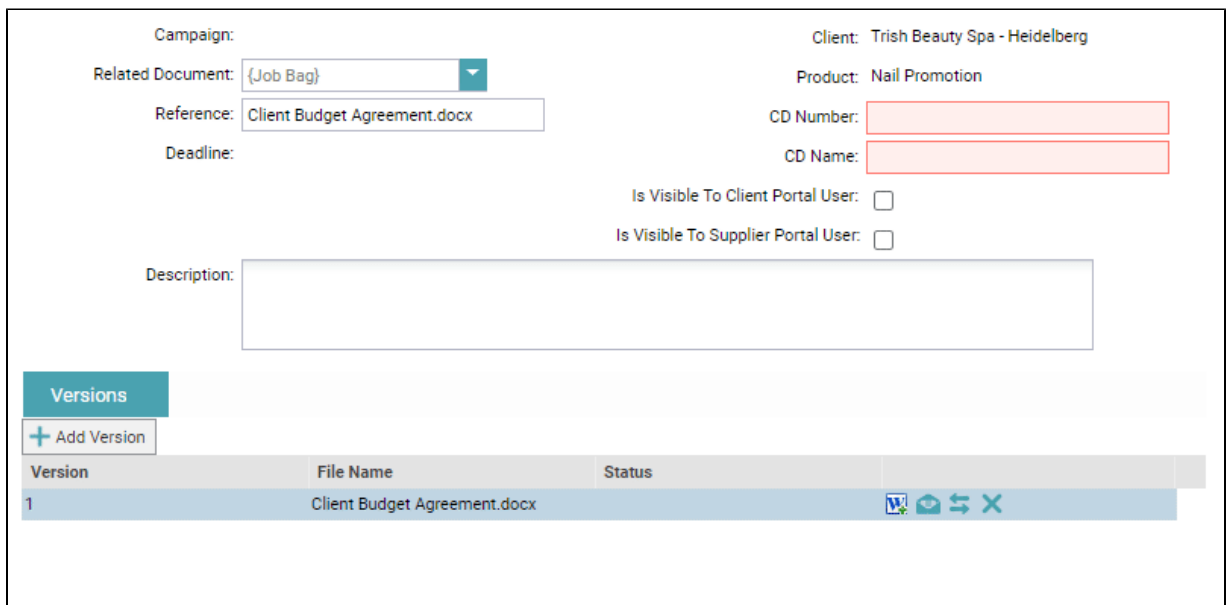 Campaign:
Client: Trish Beauty Spa - Heidelberg
Related Document: {Job Bag}
Product: Nail Promotion
Reference: Client Budget Agreement.docx
CD Number:
Deadline:
CD Name:
Is Visible To Client Portal User:
Is Visible To Supplier Portal User:
Description:
Versions
Add Version
Version File Name Status
1 Client Budget Agreement.docx W